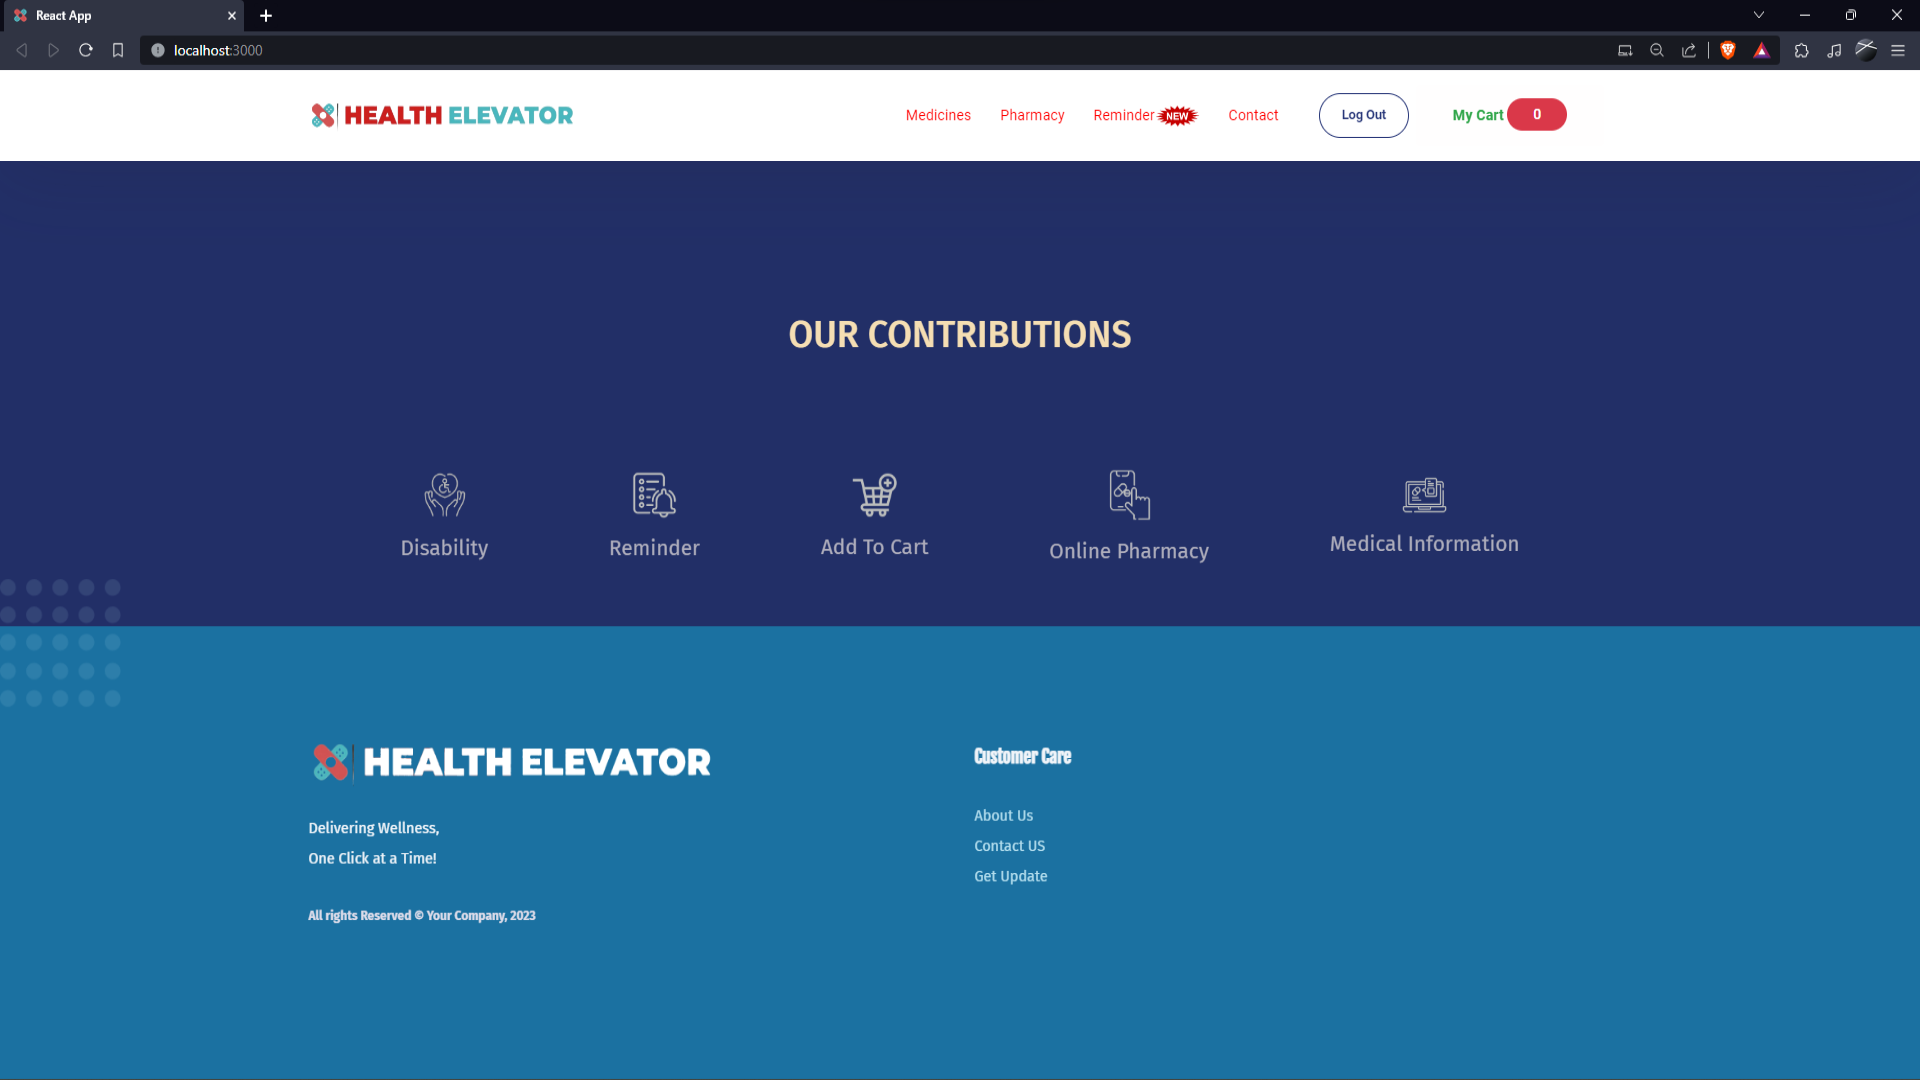 React App
localhost:3000
HEALTH ELEVATOR
Medicines
Pharmacy
Reminder NEW
Contact
Log Out
My Cart 0
OUR CONTRIBUTIONS
Disability
Reminder
Add To Cart
Online Pharmacy
Medical Information
HEALTH ELEVATOR
Delivering Wellness,
One Click at a Time!
All rights Reserved © Your Company, 2023
Customer Care
About Us
Contact US
Get Update